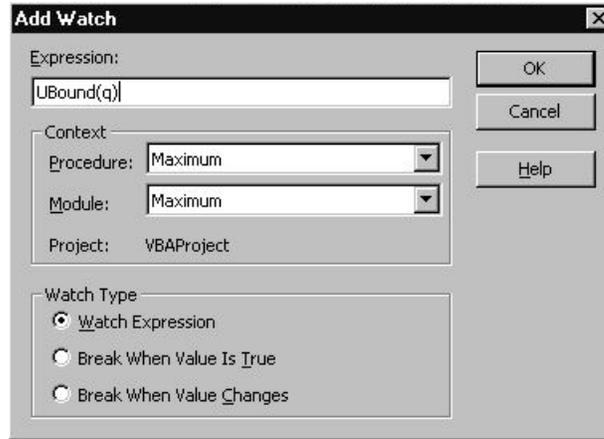 Add Watch
Expression:
UBound(q)
OK
Cancel
Help
Context
Procedure: Maximum
Module: Maximum
Project: VBAProject
Watch Type
Watch Expression
Break When Value Is True
Break When Value Changes